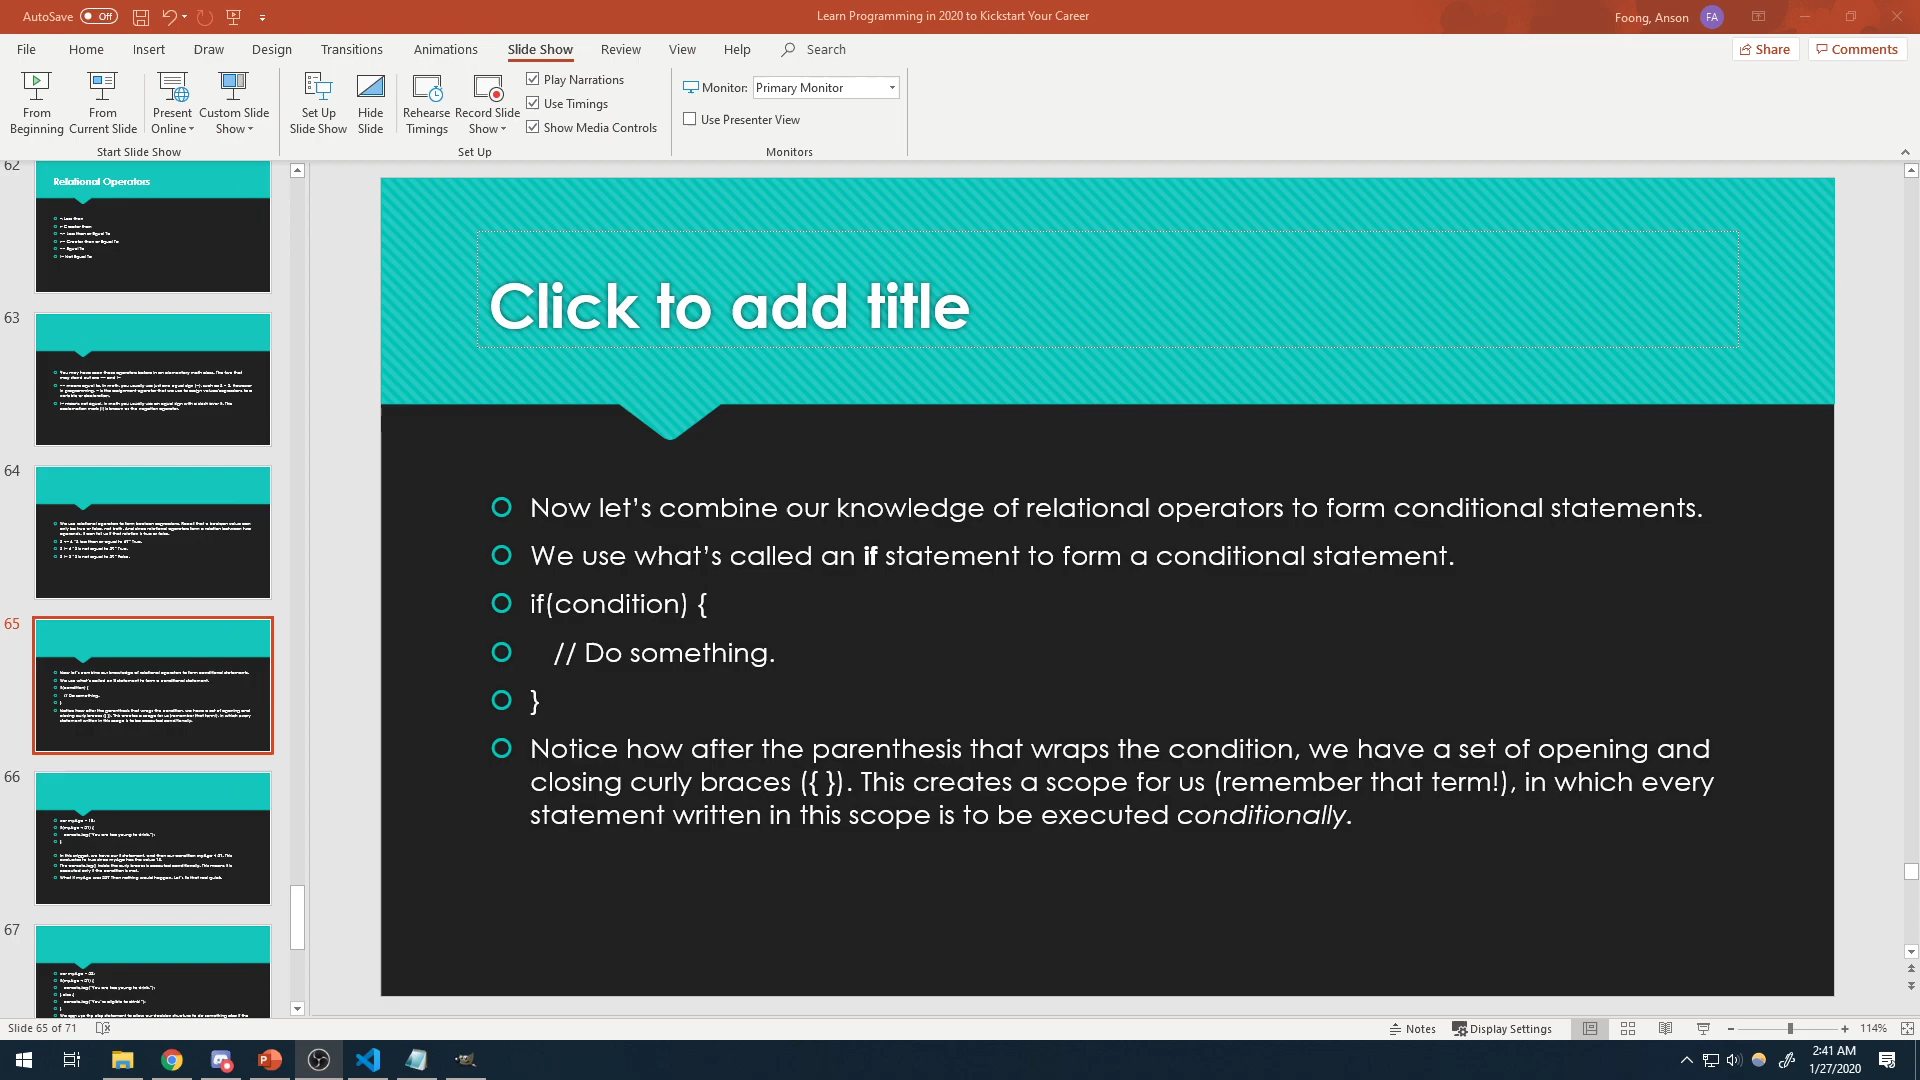 AutoSave Off
Learn Programming in 2020 to Kickstart Your Career
Foong, Anson FA
File Home Insert Draw Design Transitions Animations Slide Show Review View Help Search
Share Comments
From Beginning
From Current Slide
Present Online
Custom Slide Show
Start Slide Show
Set Up Slide Show
Hide Slide
Rehearse Timings
Record Slide Show
Play Narrations
Use Timings
Show Media Controls
Set Up
Monitor: Primary Monitor
Use Presenter View
Monitors
62
Relational Operators
63
64
65
66
67
Click to add title
Now let’s combine our knowledge of relational operators to form conditional statements.
We use what’s called an if statement to form a conditional statement.
if(condition) {
// Do something.
}
Notice how after the parenthesis that wraps the condition, we have a set of opening and
closing curly braces ({ }). This creates a scope for us (remember that term!), in which every
statement written in this scope is to be executed conditionally.
Slide 65 of 71
Notes Display Settings 114%
2:41 AM
1/27/2020